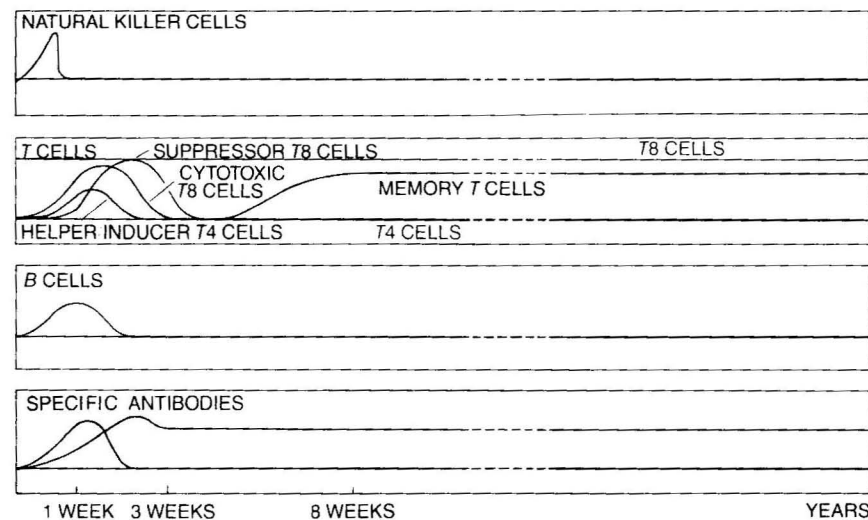 NATURAL KILLER CELLS
T CELLS
SUPPRESSOR T8 CELLS
T8 CELLS
CYTOTOXIC
T8 CELLS
MEMORY T CELLS
HELPER INDUCER T4 CELLS
T4 CELLS
B CELLS
SPECIFIC ANTIBODIES
1 WEEK 3 WEEKS 8 WEEKS YEARS